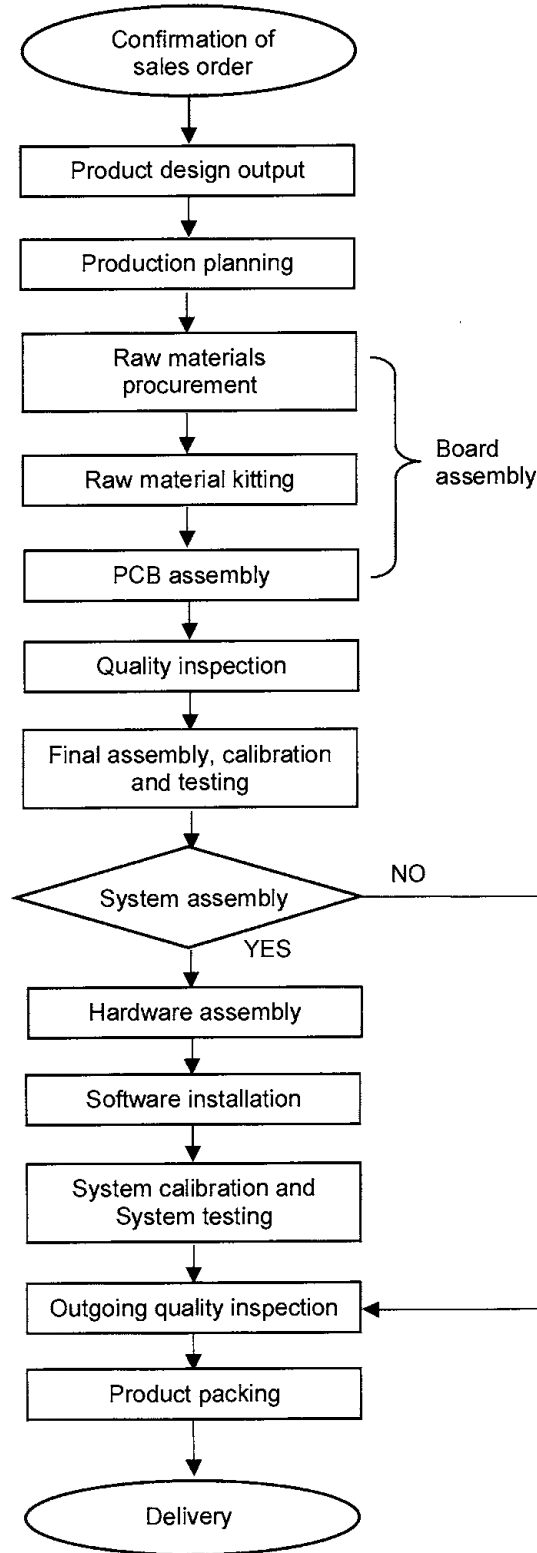 Confirmation of
sales order
Product design output
Production planning
Raw materials
procurement
Raw material kitting
Board
assembly
PCB assembly
Quality inspection
Final assembly, calibration
and testing
System assembly
NO
YES
Hardware assembly
Software installation
System calibration and
System testing
Outgoing quality inspection
Product packing
Delivery